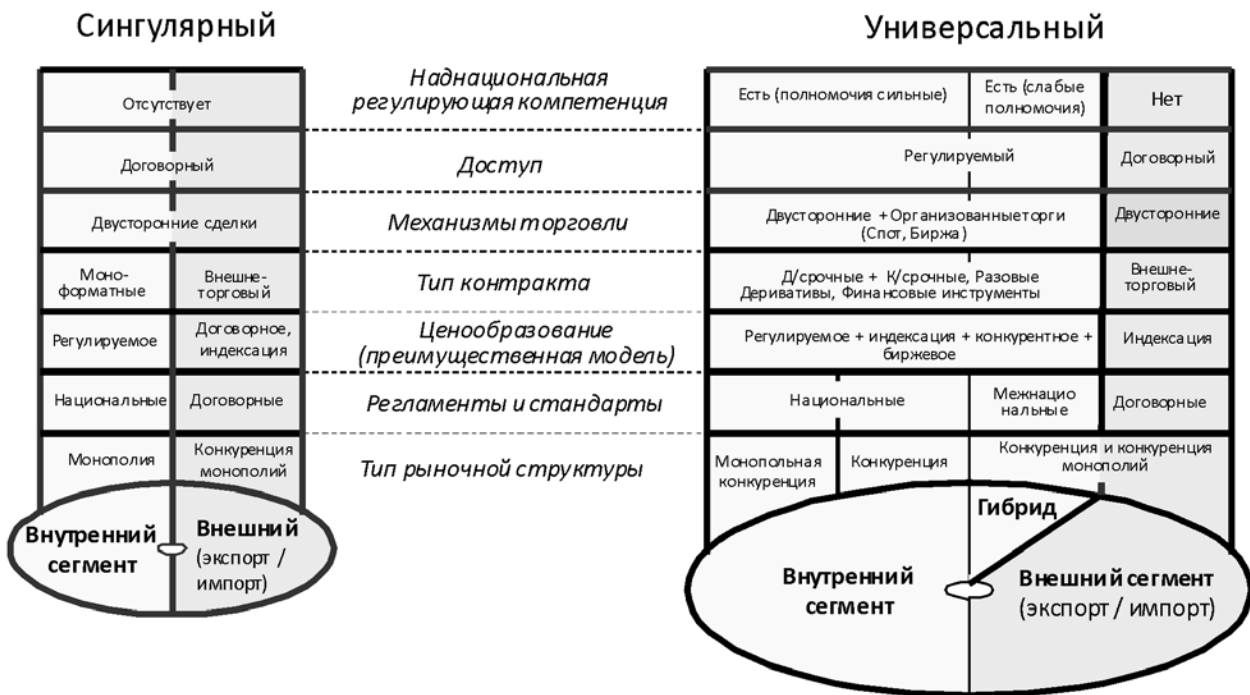 Сингулярный
Универсальный
Наднациональная
регулирующая компетенция
Отсутствует
Есть (полномочия сильные)
Есть (слабые
полномочия)
Нет
Договорный
Доступ
Регулируемый
Договорный
Двусторонние сделки
Механизмы торговли
Двусторонние + Организованные торги
(Спот, Биржа)
Двусторонние
Моно-
форматные
Внешне-
торговый
Тип контракта
Д/срочные + К/срочные, Разовые
Деривативы, Финансовые инструменты
Внешне-
торговый
Регулируемое
Договорное,
индексация
Ценообразование
(преимущественная модель)
Регулируемое + индексация + конкурентное +
биржевое
Индексация
Национальные
Договорные
Регламенты и стандарты
Национальные
Межнацио
нальные
Договорные
Монополия
Конкуренция
монополий
Тип рыночной структуры
Монопольная
конкуренция
Конкуренция
Конкуренция и конкуренция
монополий
Внутренний
сегмент
Внешний
(экспорт /
импорт)
Гибрид
Внутренний
сегмент
Внешний сегмент
(экспорт / импорт)